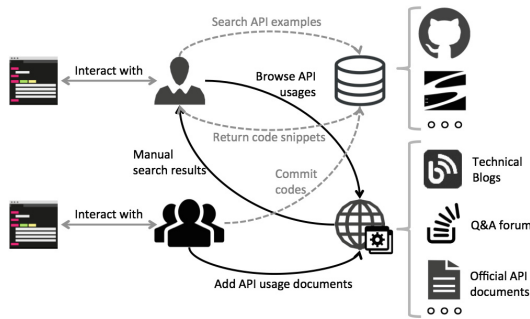 Search API examples
Interact with
Browse API
usages
Return code snippets
Manual
search results
Commit
codes
Technical
Blogs
Interact with
Q&A forum
Add API usage documents
Official API
documents